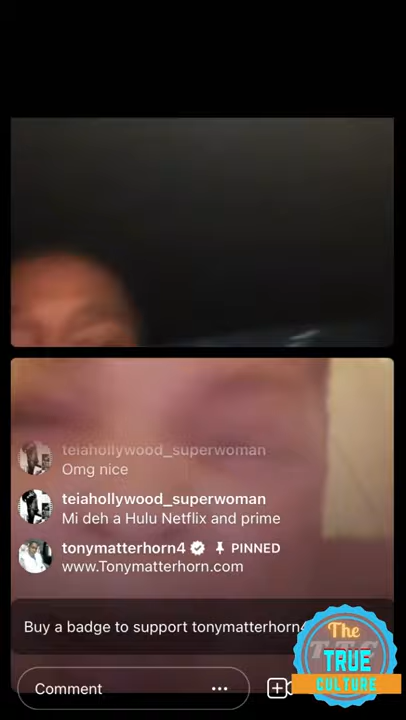 teiahollywood_superwoman
Omg nice
teiahollywood_superwoman
Mi deh a Hulu Netflix and prime
tonymatterhorn4 PINNED
www.Tonymatterhorn.com
Buy a badge to support tonymatterhorn4
Comment
The
TRUE
CULTURE